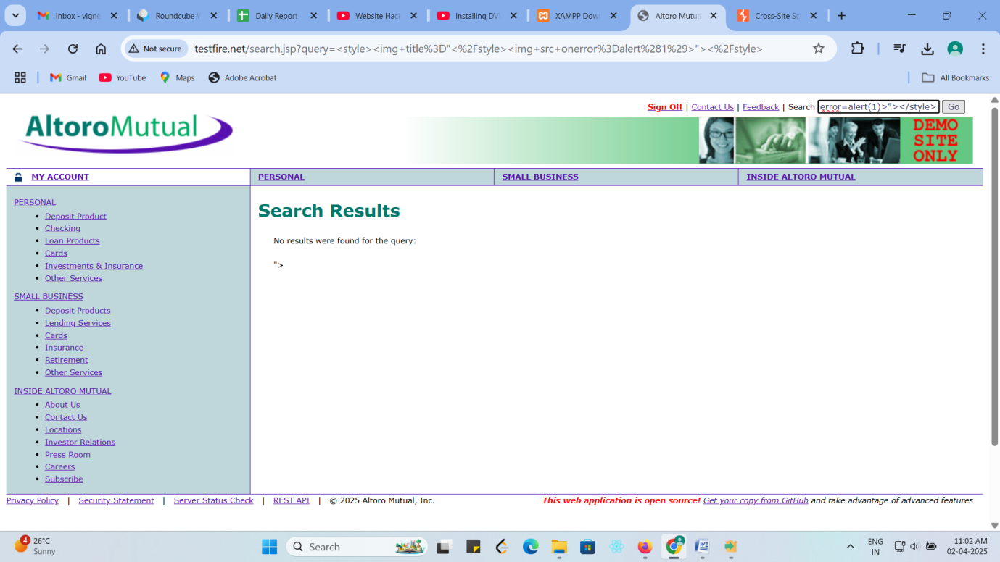 Inbox - vigne
Roundcube V
Daily Report
Website Hac
Installing DV
XAMPP Dow
Altoro Mutua
Cross-Site Sc
Not secure testfire.net/search.jsp?query=<style><img+title%3D"<%2Fstyle><img+src+onerror%3Dalert%281%29>"><%2Fstyle>
Gmail YouTube Maps Adobe Acrobat All Bookmarks
Sign Off | Contact Us | Feedback | Search error=alert(1)>"></style> Go
AltoroMutual
DEMO
SITE
ONLY
MY ACCOUNT PERSONAL SMALL BUSINESS INSIDE ALTORO MUTUAL
PERSONAL
• Deposit Product
• Checking
• Loan Products
• Cards
• Investments & Insurance
• Other Services
SMALL BUSINESS
• Deposit Products
• Lending Services
• Cards
• Insurance
• Retirement
• Other Services
INSIDE ALTORO MUTUAL
• About Us
• Contact Us
• Locations
• Investor Relations
• Press Room
• Careers
• Subscribe
Search Results
No results were found for the query:
">
Privacy Policy | Security Statement | Server Status Check | REST API | © 2025 Altoro Mutual, Inc. This web application is open source! Get your copy from GitHub and take advantage of advanced features
4
26°C
Sunny
Search
ENG
IN
11:02 AM
02-04-2025